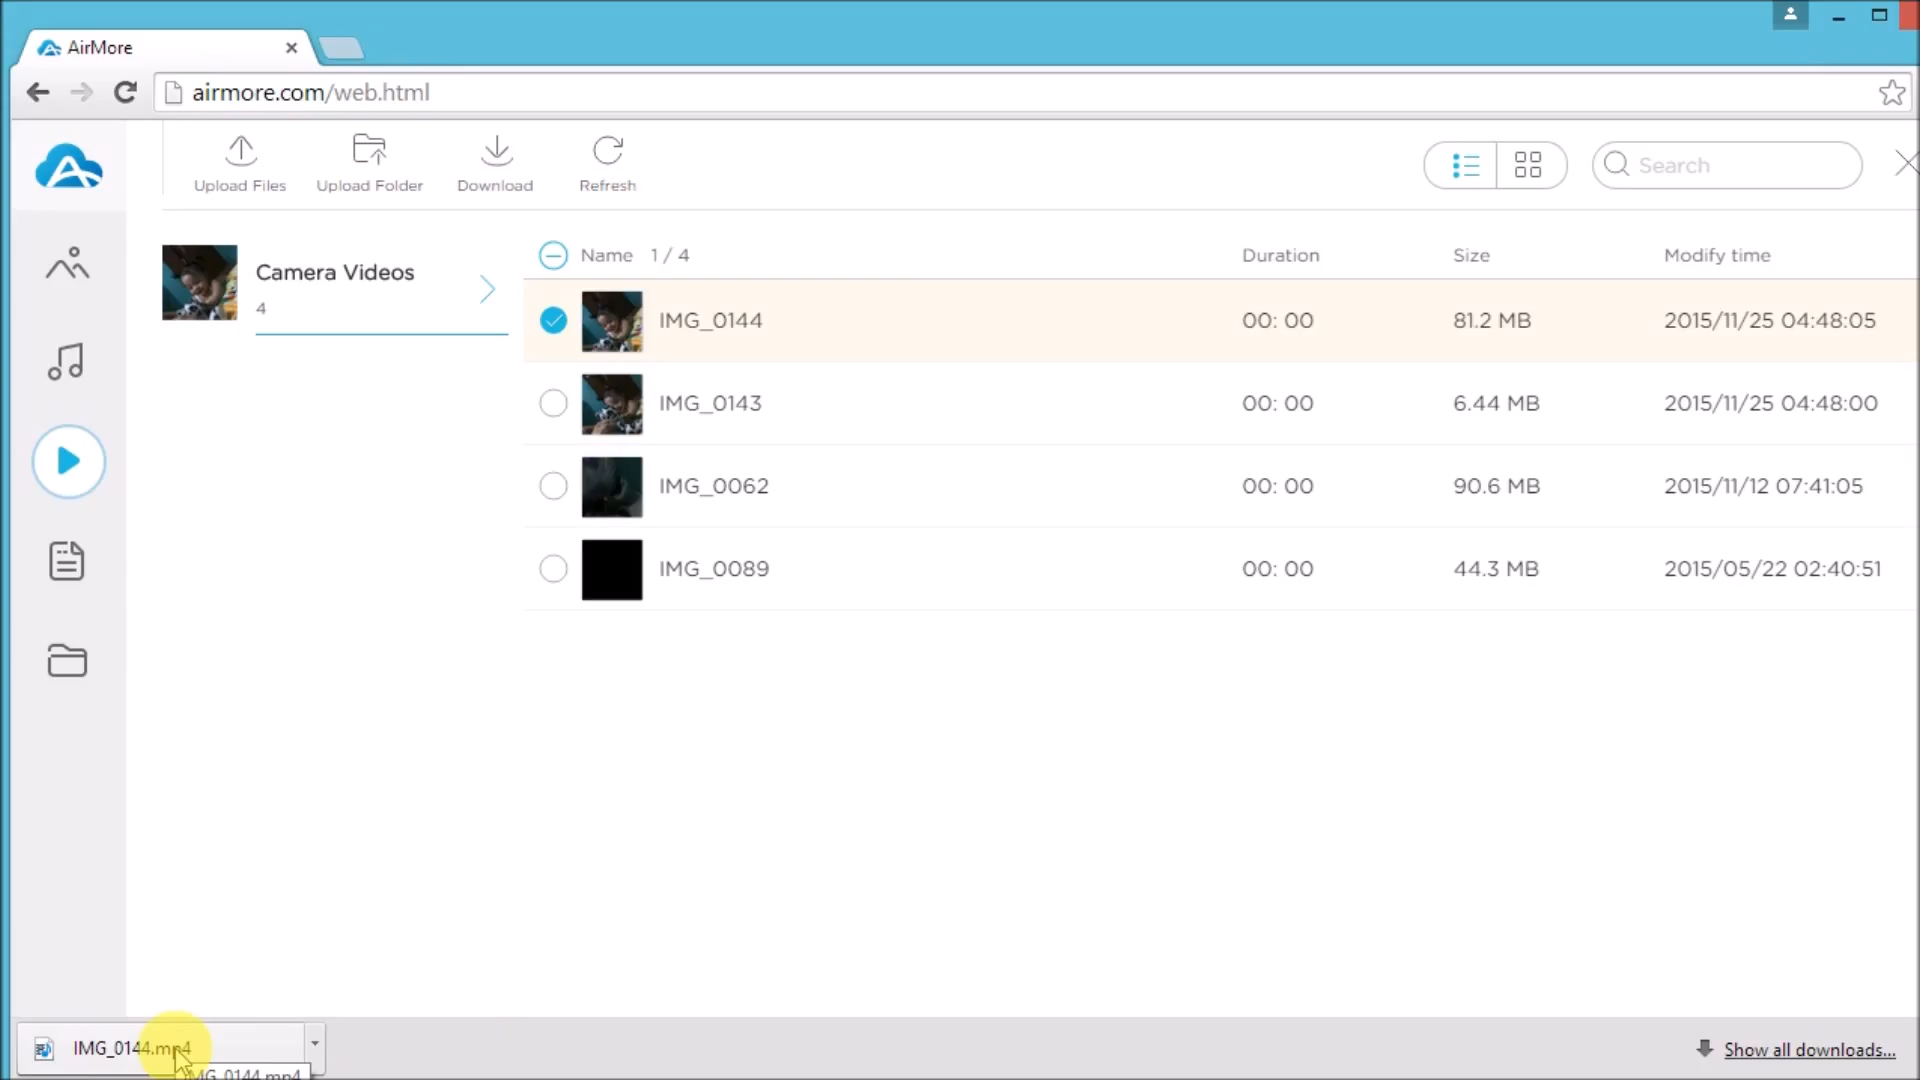 AirMore
airmore.com/web.html
Upload Files
Upload Folder
Download
Refresh
Search
Camera Videos
4
Name 1 / 4 Duration Size Modify time
IMG_0144 00: 00 81.2 MB 2015/11/25 04:48:05
IMG_0143 00: 00 6.44 MB 2015/11/25 04:48:00
IMG_0062 00: 00 90.6 MB 2015/11/12 07:41:05
IMG_0089 00: 00 44.3 MB 2015/05/22 02:40:51
IMG_0144.mp4
IMG_0144.mp4
Show all downloads...